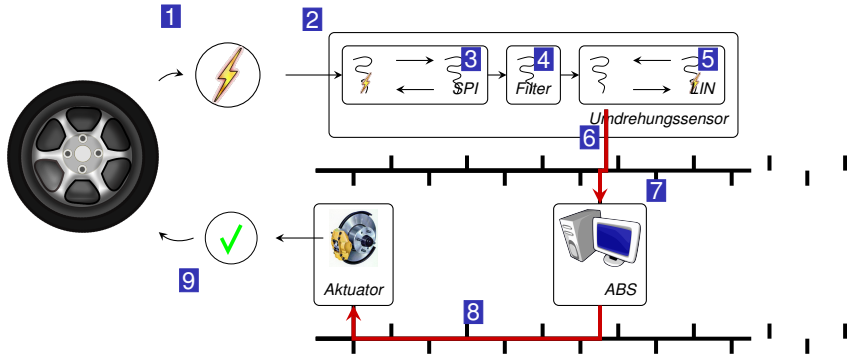 1
2
3
4
5
SPI
Filter
LIN
Umdrehungssensor
6
7
9
Aktuator
ABS
8